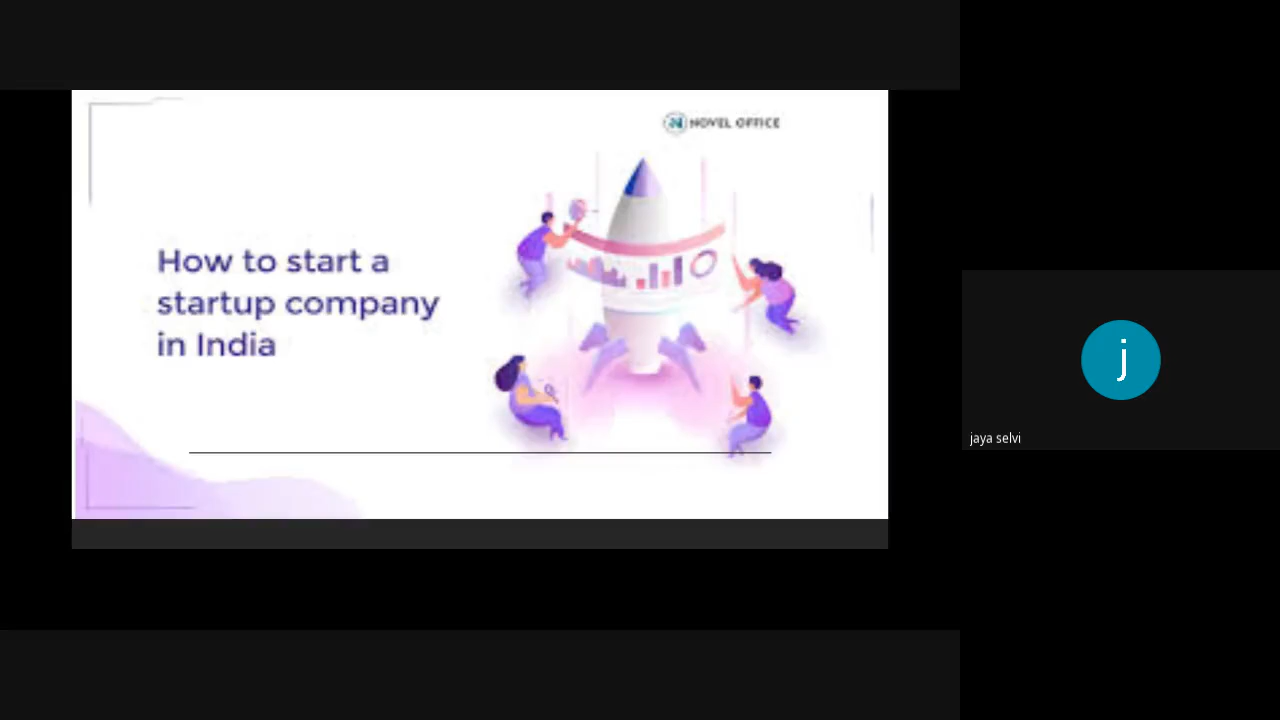 NOVEL OFFICE
How to start a
startup company
in India
j
jaya selvi